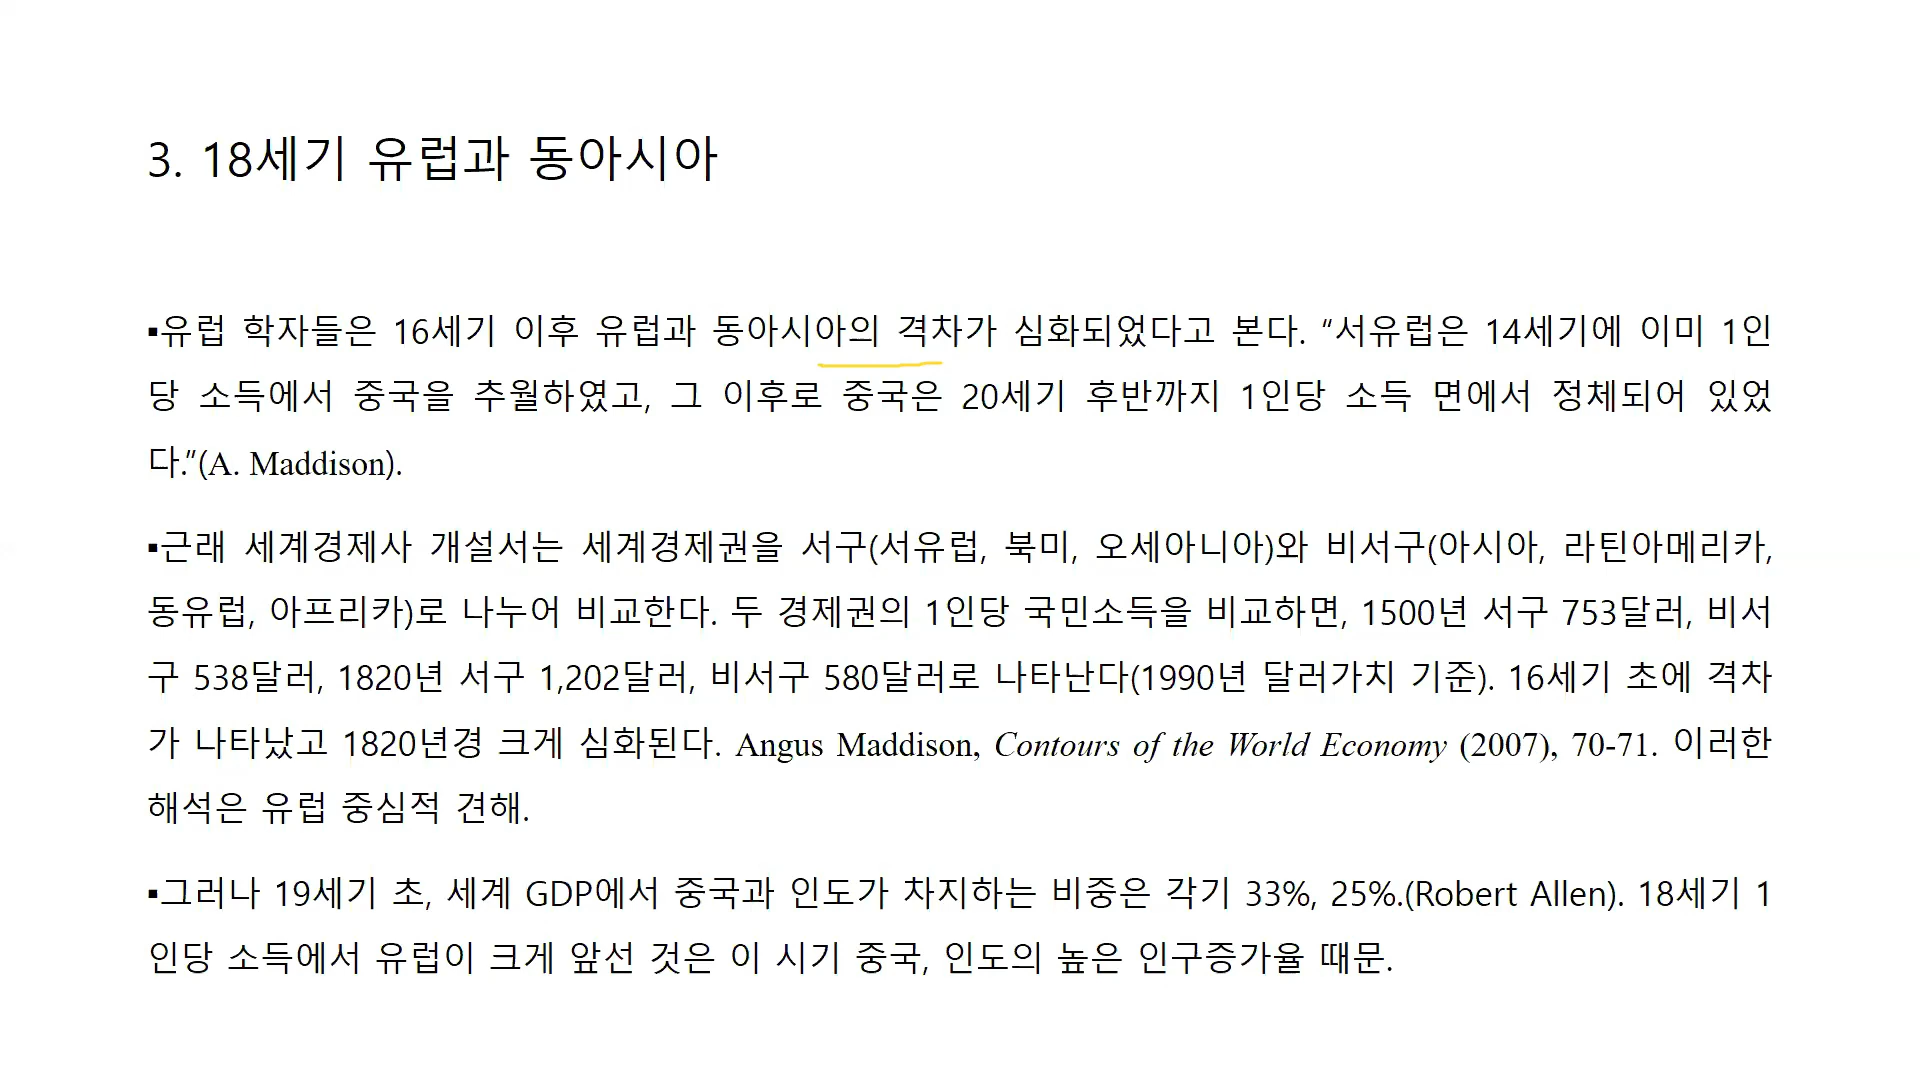 3. 18세기 유럽과 동아시아
▪유럽 학자들은 16세기 이후 유럽과 동아시아의 격차가 심화되었다고 본다. “서유럽은 14세기에 이미 1인
당 소득에서 중국을 추월하였고, 그 이후로 중국은 20세기 후반까지 1인당 소득 면에서 정체되어 있었
다.”(A. Maddison).
▪근래 세계경제사 개설서는 세계경제권을 서구(서유럽, 북미, 오세아니아)와 비서구(아시아, 라틴아메리카,
동유럽, 아프리카)로 나누어 비교한다. 두 경제권의 1인당 국민소득을 비교하면, 1500년 서구 753달러, 비서
구 538달러, 1820년 서구 1,202달러, 비서구 580달러로 나타난다(1990년 달러가치 기준). 16세기 초에 격차
가 나타났고 1820년경 크게 심화된다. Angus Maddison, Contours of the World Economy (2007), 70-71. 이러한
해석은 유럽 중심적 견해.
▪그러나 19세기 초, 세계 GDP에서 중국과 인도가 차지하는 비중은 각기 33%, 25%.(Robert Allen). 18세기 1
인당 소득에서 유럽이 크게 앞선 것은 이 시기 중국, 인도의 높은 인구증가율 때문.